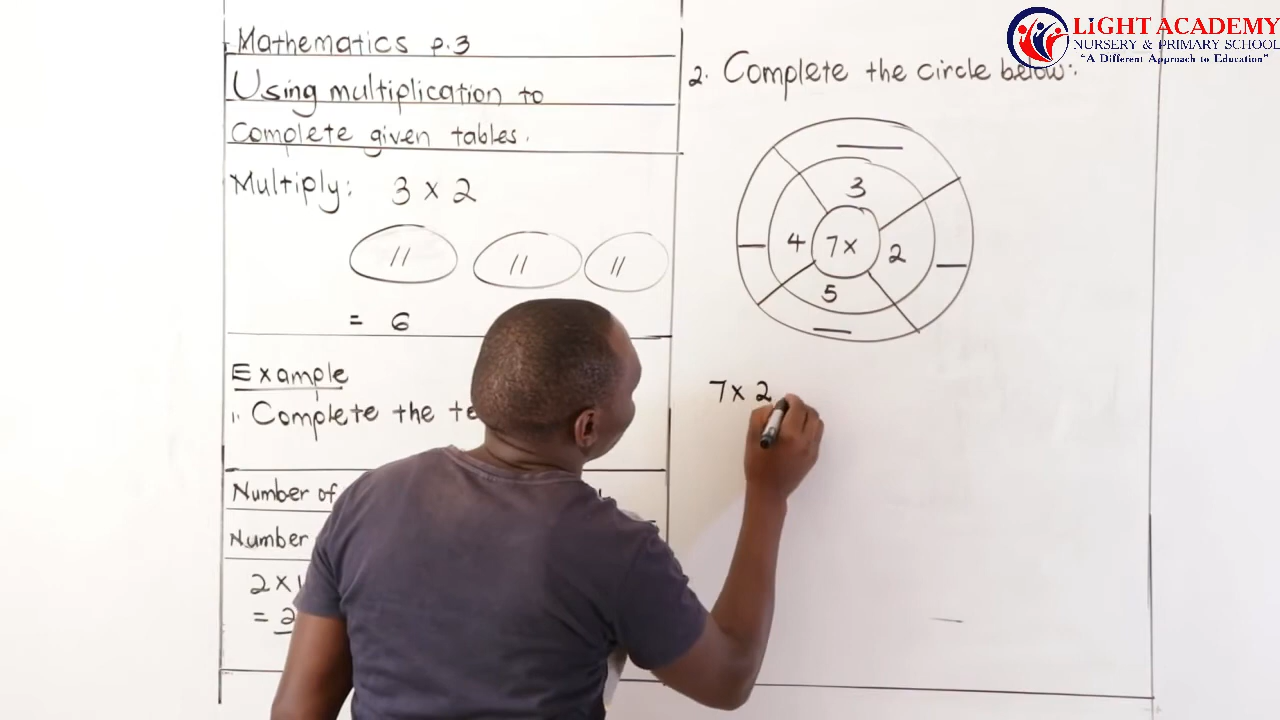 Mathematics p.3
Using multiplication to
Complete given tables.
Multiply: 3 x 2
= 6
Example
1. Complete the
Number of
Number
2 x 1
= 2
LIGHT ACADEMY
NURSERY & PRIMARY SCHOOL
"A Different Approach to Education"
2. Complete the circle below:
3
4 7x 2
5
7x 2